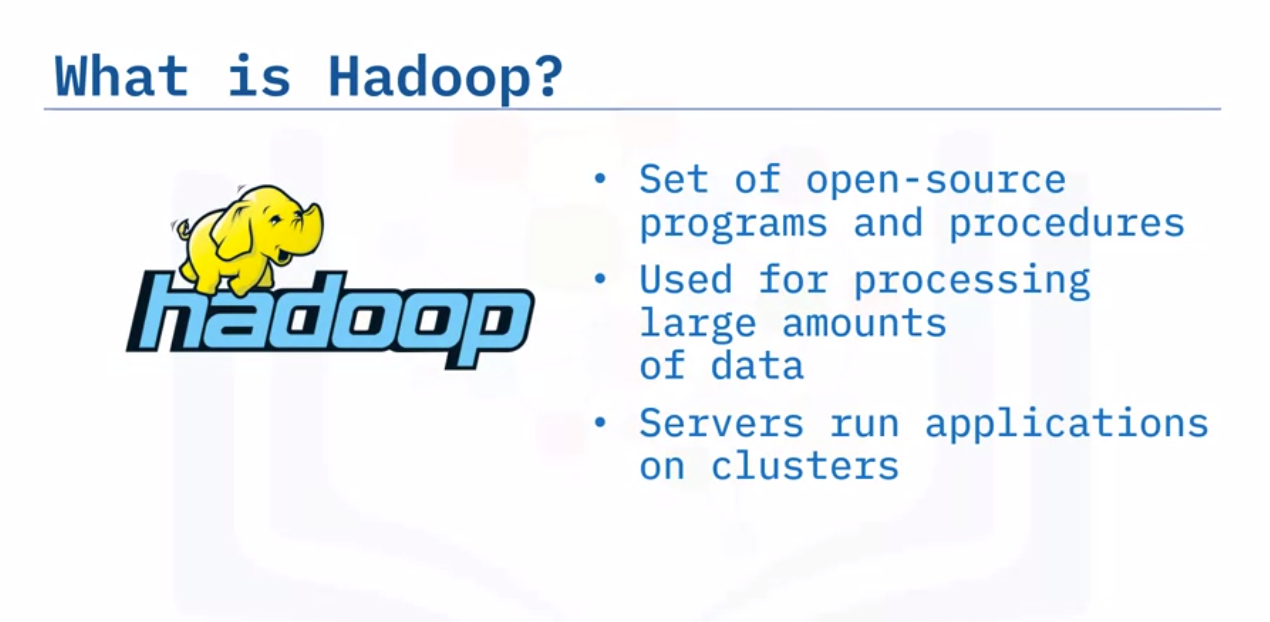 What is Hadoop?
hadoop
• Set of open-source
programs and procedures
• Used for processing
large amounts
of data
• Servers run applications
on clusters